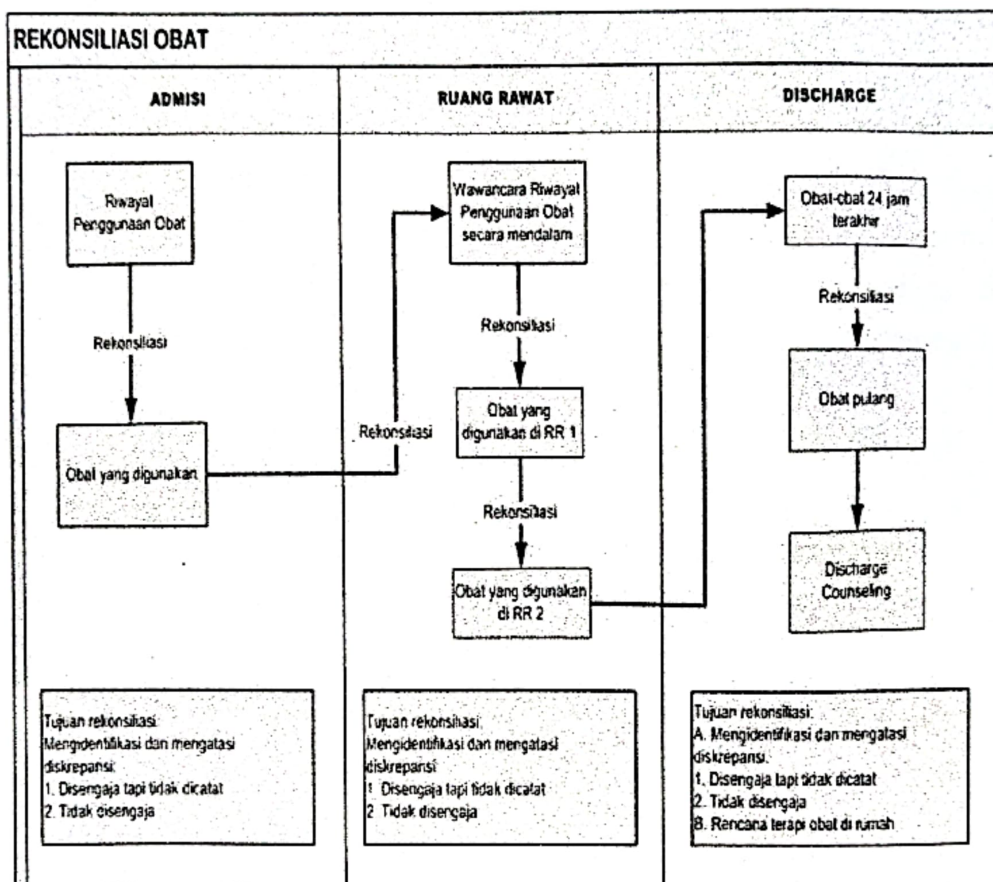 REKONSILIASI OBAT
ADMISI
RUANG RAWAT
DISCHARGE
Riwayat
Penggunaan Obat
Rekonsiliasi
Obat yang digunakan
Rekonsiliasi
Wawancara Riwayat
Penggunaan Obat
secara mendalam
Rekonsiliasi
Obat yang
digunakan di RR 1
Rekonsiliasi
Obat yang digunakan
di RR 2
Obat-obat 24 jam
terakhir
Rekonsiliasi
Obat pulang
Discharge
Counseling
Tujuan rekonsiliasi:
Mengidentifikasi dan mengatasi
diskrepansi:
1. Disengaja tapi tidak dicatat
2. Tidak disengaja
Tujuan rekonsiliasi:
Mengidentifikasi dan mengatasi
diskrepansi
1 Disengaja tapi tidak dicatat
2 Tidak disengaja
Tujuan rekonsiliasi:
A. Mengidentifikasi dan mengatasi
diskrepansi.
1. Disengaja tapi tidak dicatat
2. Tidak disengaja
B. Rencana terapi obat di rumah